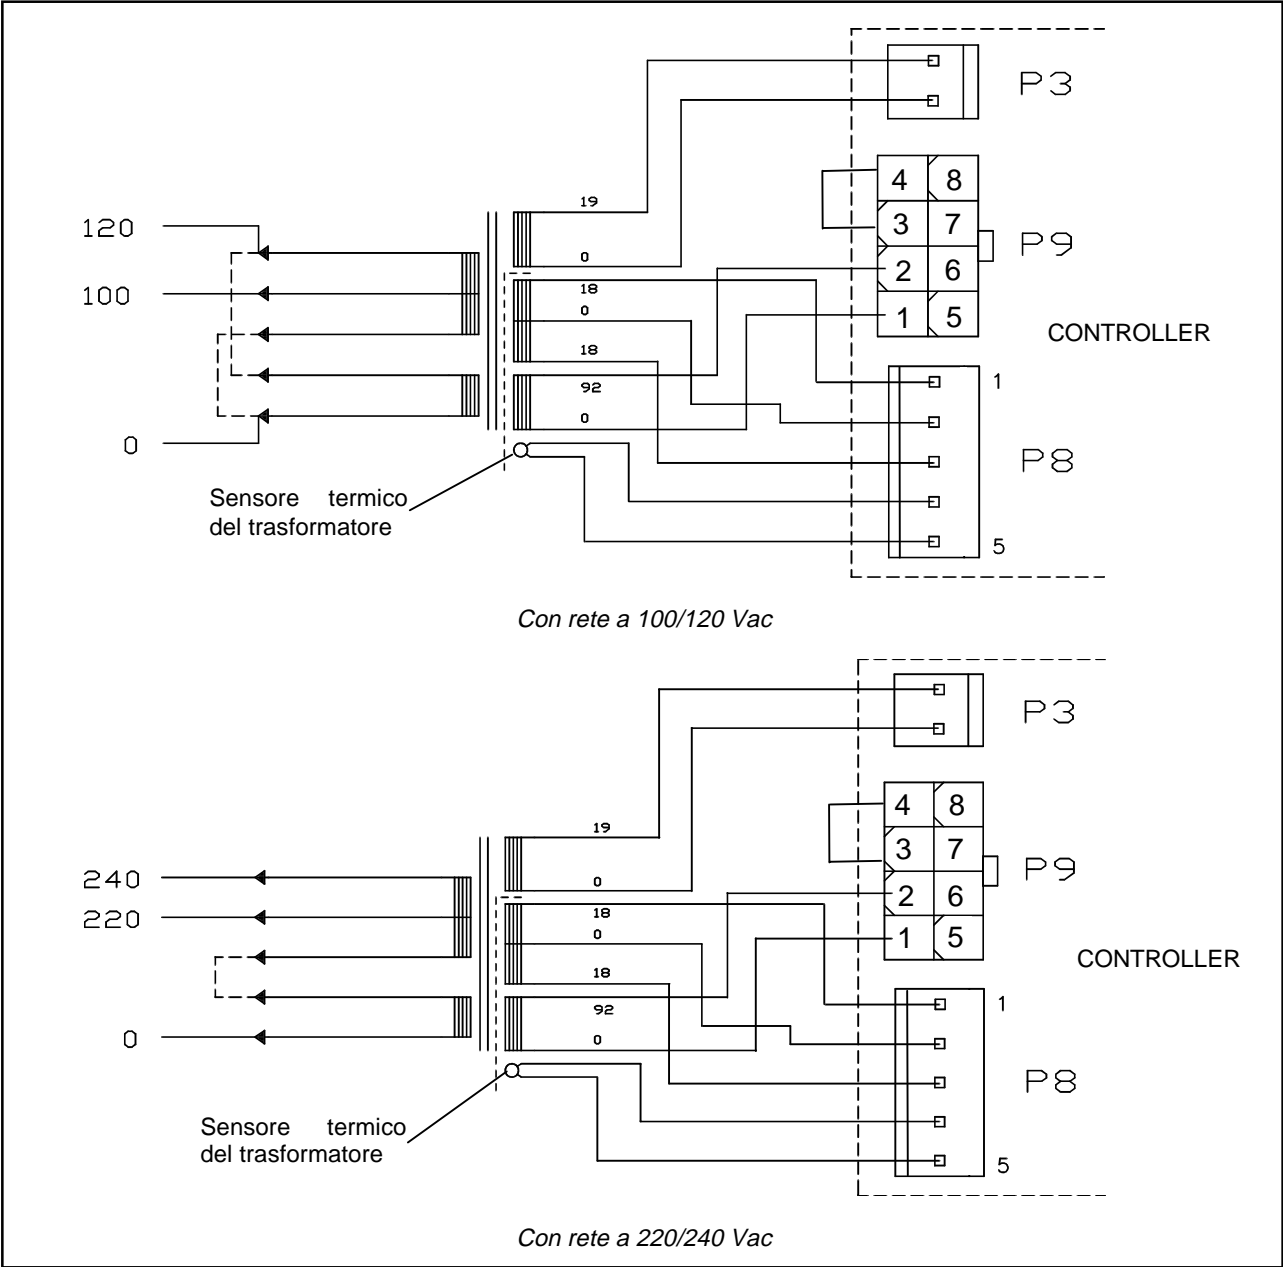 P3
19
4 8
120
3 7
P9
0
2 6
18
100
0
1 5
CONTROLLER
18
1
92
0
0
P8
Sensore termico
del trasformatore
5
Con rete a 100/120 Vac
P3
4 8
19
3 7
P9
240
0
2 6
18
220
0
1 5
CONTROLLER
18
1
92
0
0
P8
Sensore termico
del trasformatore
5
Con rete a 220/240 Vac